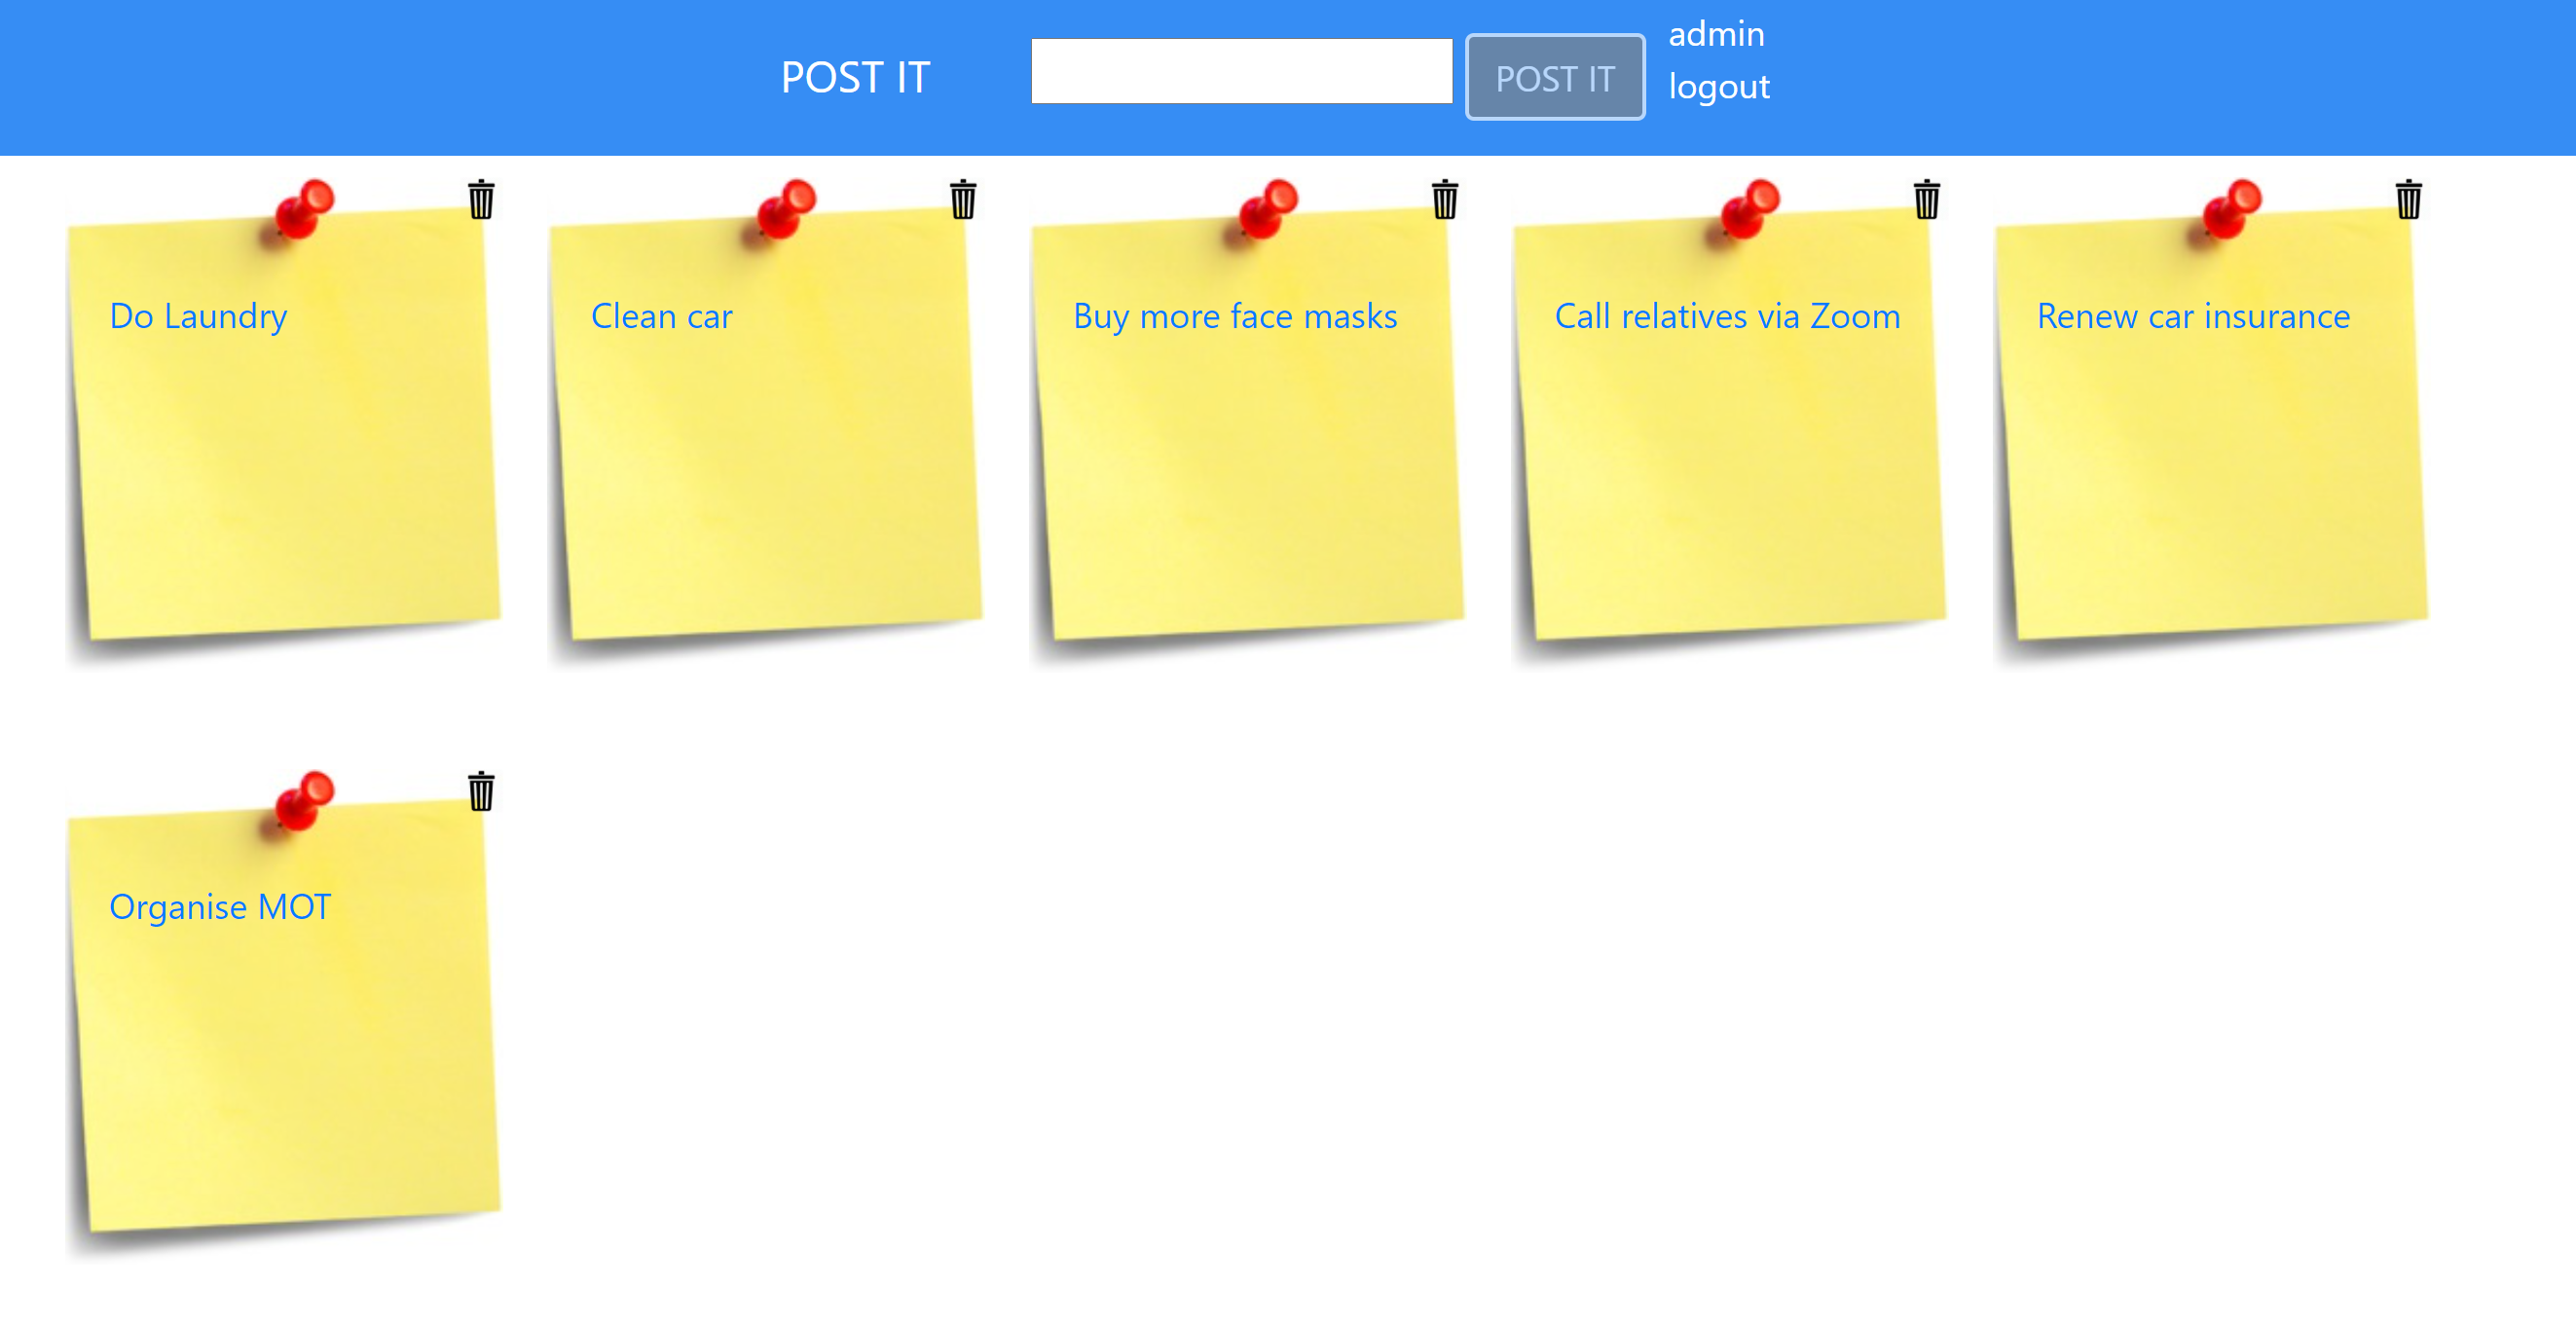 POST IT
POST IT
admin
logout
Do Laundry
Clean car
Buy more face masks
Call relatives via Zoom
Renew car insurance
Organise MOT